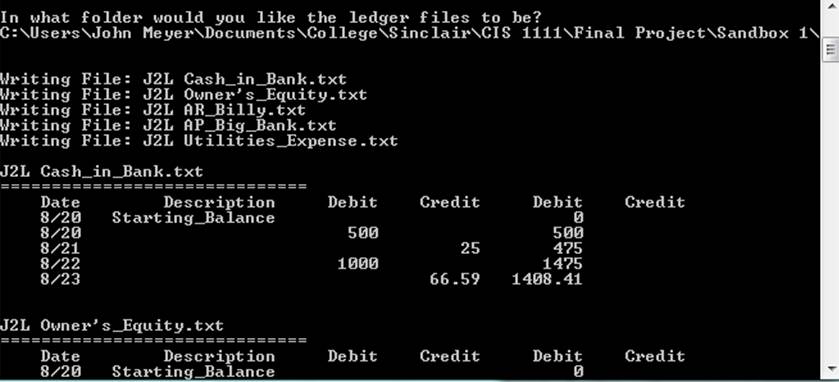 In what folder would you like the ledger files to be?
C:\Users\John Meyer\Documents\College\Sinclair\CIS 1111\Final Project\Sandbox 1\
Writing File: J2L Cash_in_Bank.txt
Writing File: J2L Owner's_Equity.txt
Writing File: J2L AR_Billy.txt
Writing File: J2L AP_Big_Bank.txt
Writing File: J2L Utilities_Expense.txt
J2L Cash_in_Bank.txt
==============================
Date Description Debit Credit Debit Credit
8/20 Starting_Balance 0
8/20 500 500
8/21 25 475
8/22 1000 1475
8/23 66.59 1408.41
J2L Owner's_Equity.txt
==============================
Date Description Debit Credit Debit Credit
8/20 Starting_Balance 0